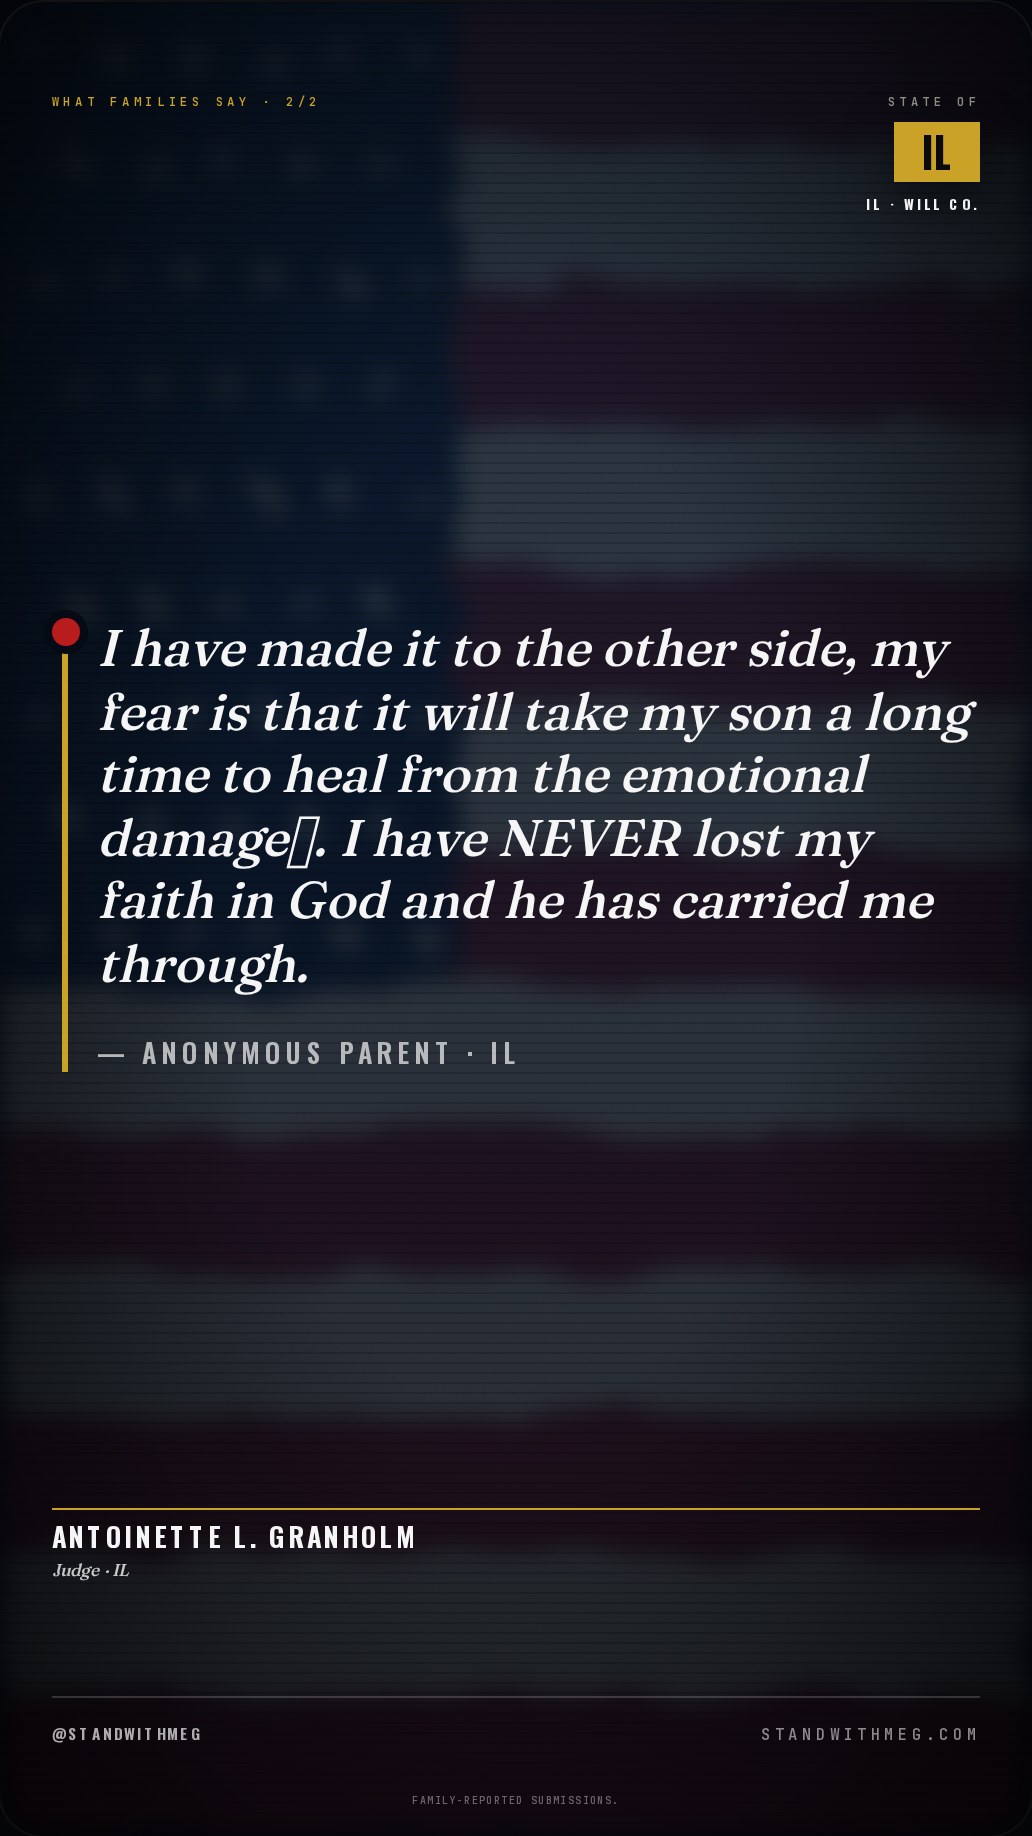 WHAT FAMILIES SAY · 2/2
STATE OF
IL
IL · WILL CO.
I have made it to the other side, my
fear is that it will take my son a long
time to heal from the emotional
damage▯. I have NEVER lost my
faith in God and he has carried me
through.
— ANONYMOUS PARENT · IL
ANTOINETTE L. GRANHOLM
Judge · IL
@STANDWITHMEG
STANDWITHMEG.COM
FAMILY-REPORTED SUBMISSIONS.